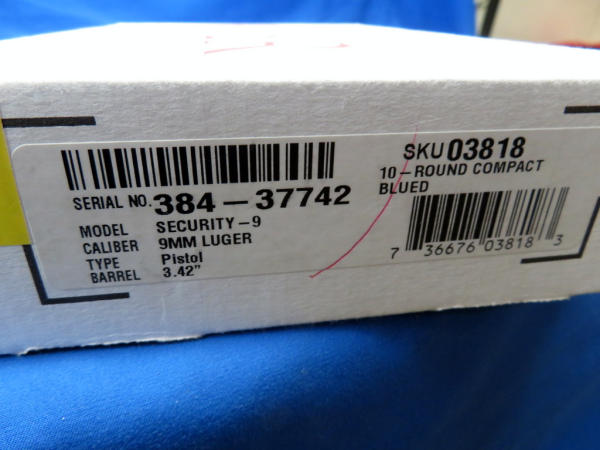 SERIAL NO. 384-37742
MODEL SECURITY-9
CALIBER 9MM LUGER
TYPE Pistol
BARREL 3.42"
SKU 03818
10-ROUND COMPACT
BLUED
7 36676 03818 3